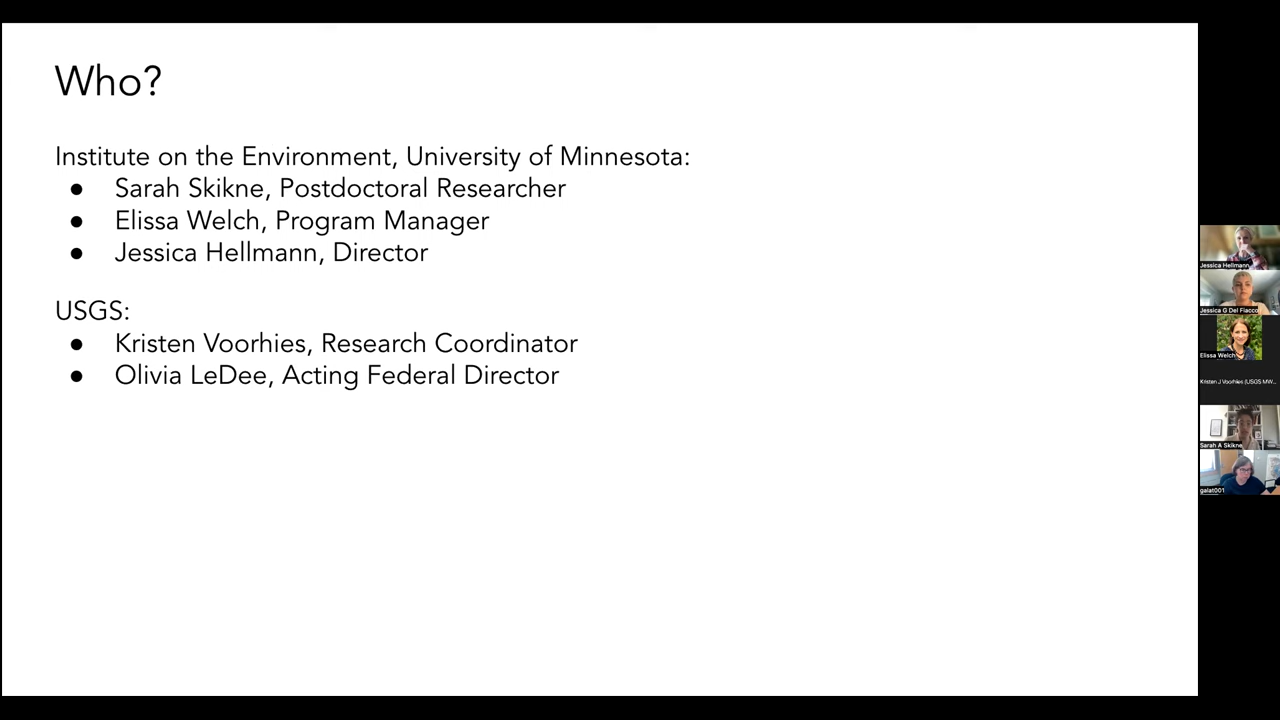 Who?
Institute on the Environment, University of Minnesota:
● Sarah Skikne, Postdoctoral Researcher
● Elissa Welch, Program Manager
● Jessica Hellmann, Director
USGS:
● Kristen Voorhies, Research Coordinator
● Olivia LeDee, Acting Federal Director
Jessica Hellmann
Jessica G Del Fiacco
Elissa Welch
Kristen J Voorhies (USGS MW...
Sarah A Skikne
galat001